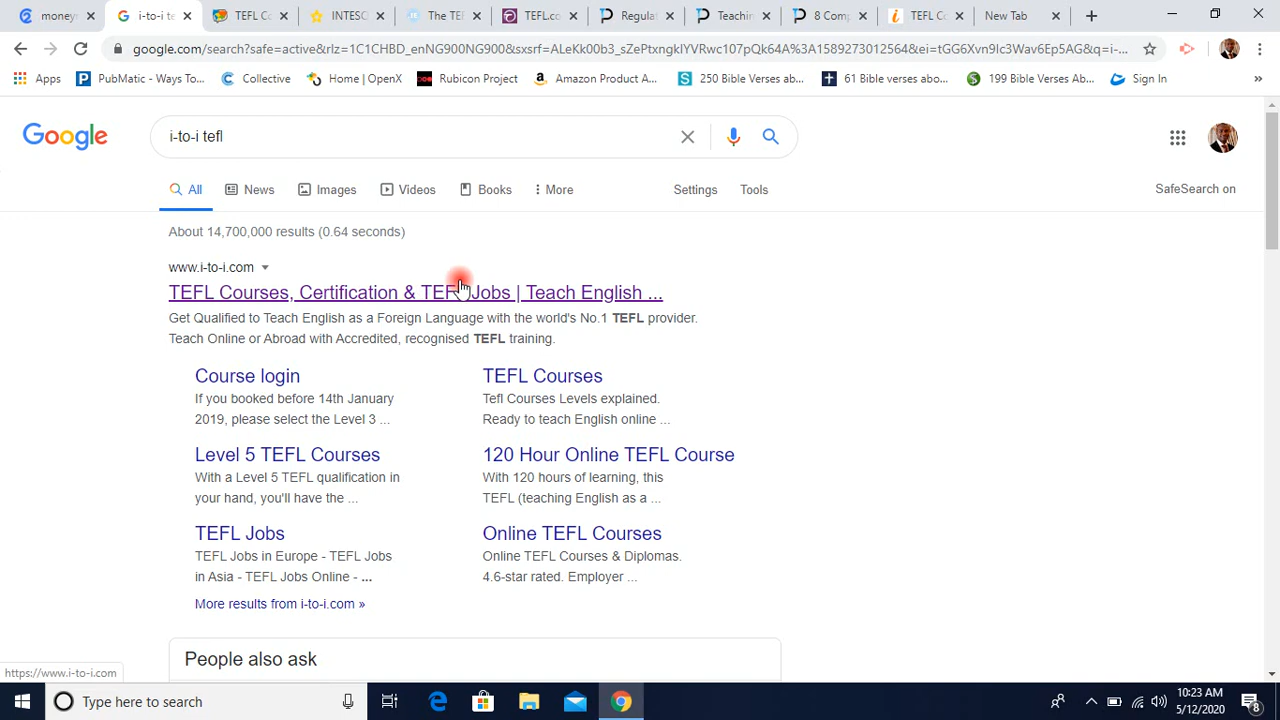 money
i-to-i te
TEFL Co
INTESC
The TEF
TEFL.co
Regulat
Teachin
8 Comp
TEFL Co
New Tab
google.com/search?safe=active&rlz=1C1CHBD_enNG900NG900&sxsrf=ALeKk00b3_sZePtxngkIYVRwc107pQk64A%3A1589273012564&ei=tGG6Xvn9Ic3Wav6Ep5AG&q=i-...
Apps
PubMatic - Ways To...
Collective
Home | OpenX
Rubicon Project
Amazon Product A...
250 Bible Verses ab...
61 Bible verses abo...
199 Bible Verses Ab...
Sign In
»
Google
i-to-i tefl
All
News
Images
Videos
Books
More
Settings
Tools
SafeSearch on
About 14,700,000 results (0.64 seconds)
www.i-to-i.com
TEFL Courses, Certification & TEFL Jobs | Teach English ...
Get Qualified to Teach English as a Foreign Language with the world's No.1 TEFL provider.
Teach Online or Abroad with Accredited, recognised TEFL training.
Course login
If you booked before 14th January
2019, please select the Level 3 ...
TEFL Courses
Tefl Courses Levels explained.
Ready to teach English online ...
Level 5 TEFL Courses
With a Level 5 TEFL qualification in
your hand, you'll have the ...
120 Hour Online TEFL Course
With 120 hours of learning, this
TEFL (teaching English as a ...
TEFL Jobs
TEFL Jobs in Europe - TEFL Jobs
in Asia - TEFL Jobs Online - ...
Online TEFL Courses
Online TEFL Courses & Diplomas.
4.6-star rated. Employer ...
More results from i-to-i.com »
People also ask
https://www.i-to-i.com
Type here to search
10:23 AM
5/12/2020
8